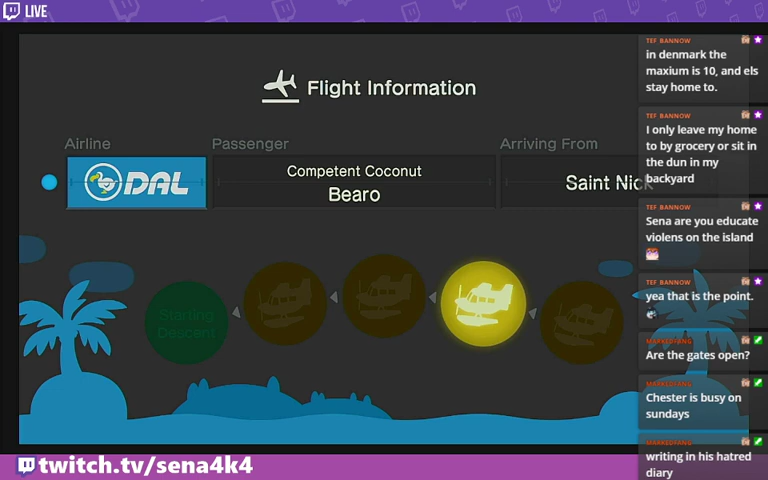 LIVE
Flight Information
Airline
Passenger
Arriving From
DAL
Competent Coconut
Bearo
Saint Nick
Starting
Descent
TEF BANNOW
in denmark the
maxium is 10, and els
stay home to.
TEF BANNOW
I only leave my home
to by grocery or sit in
the dun in my
backyard
TEF BANNOW
Sena are you educate
violens on the island
TEF BANNOW
yea that is the point.
MARKEDFANG
Are the gates open?
MARKEDFANG
Chester is busy on
sundays
MARKEDFANG
writing in his hatred
diary
twitch.tv/sena4k4